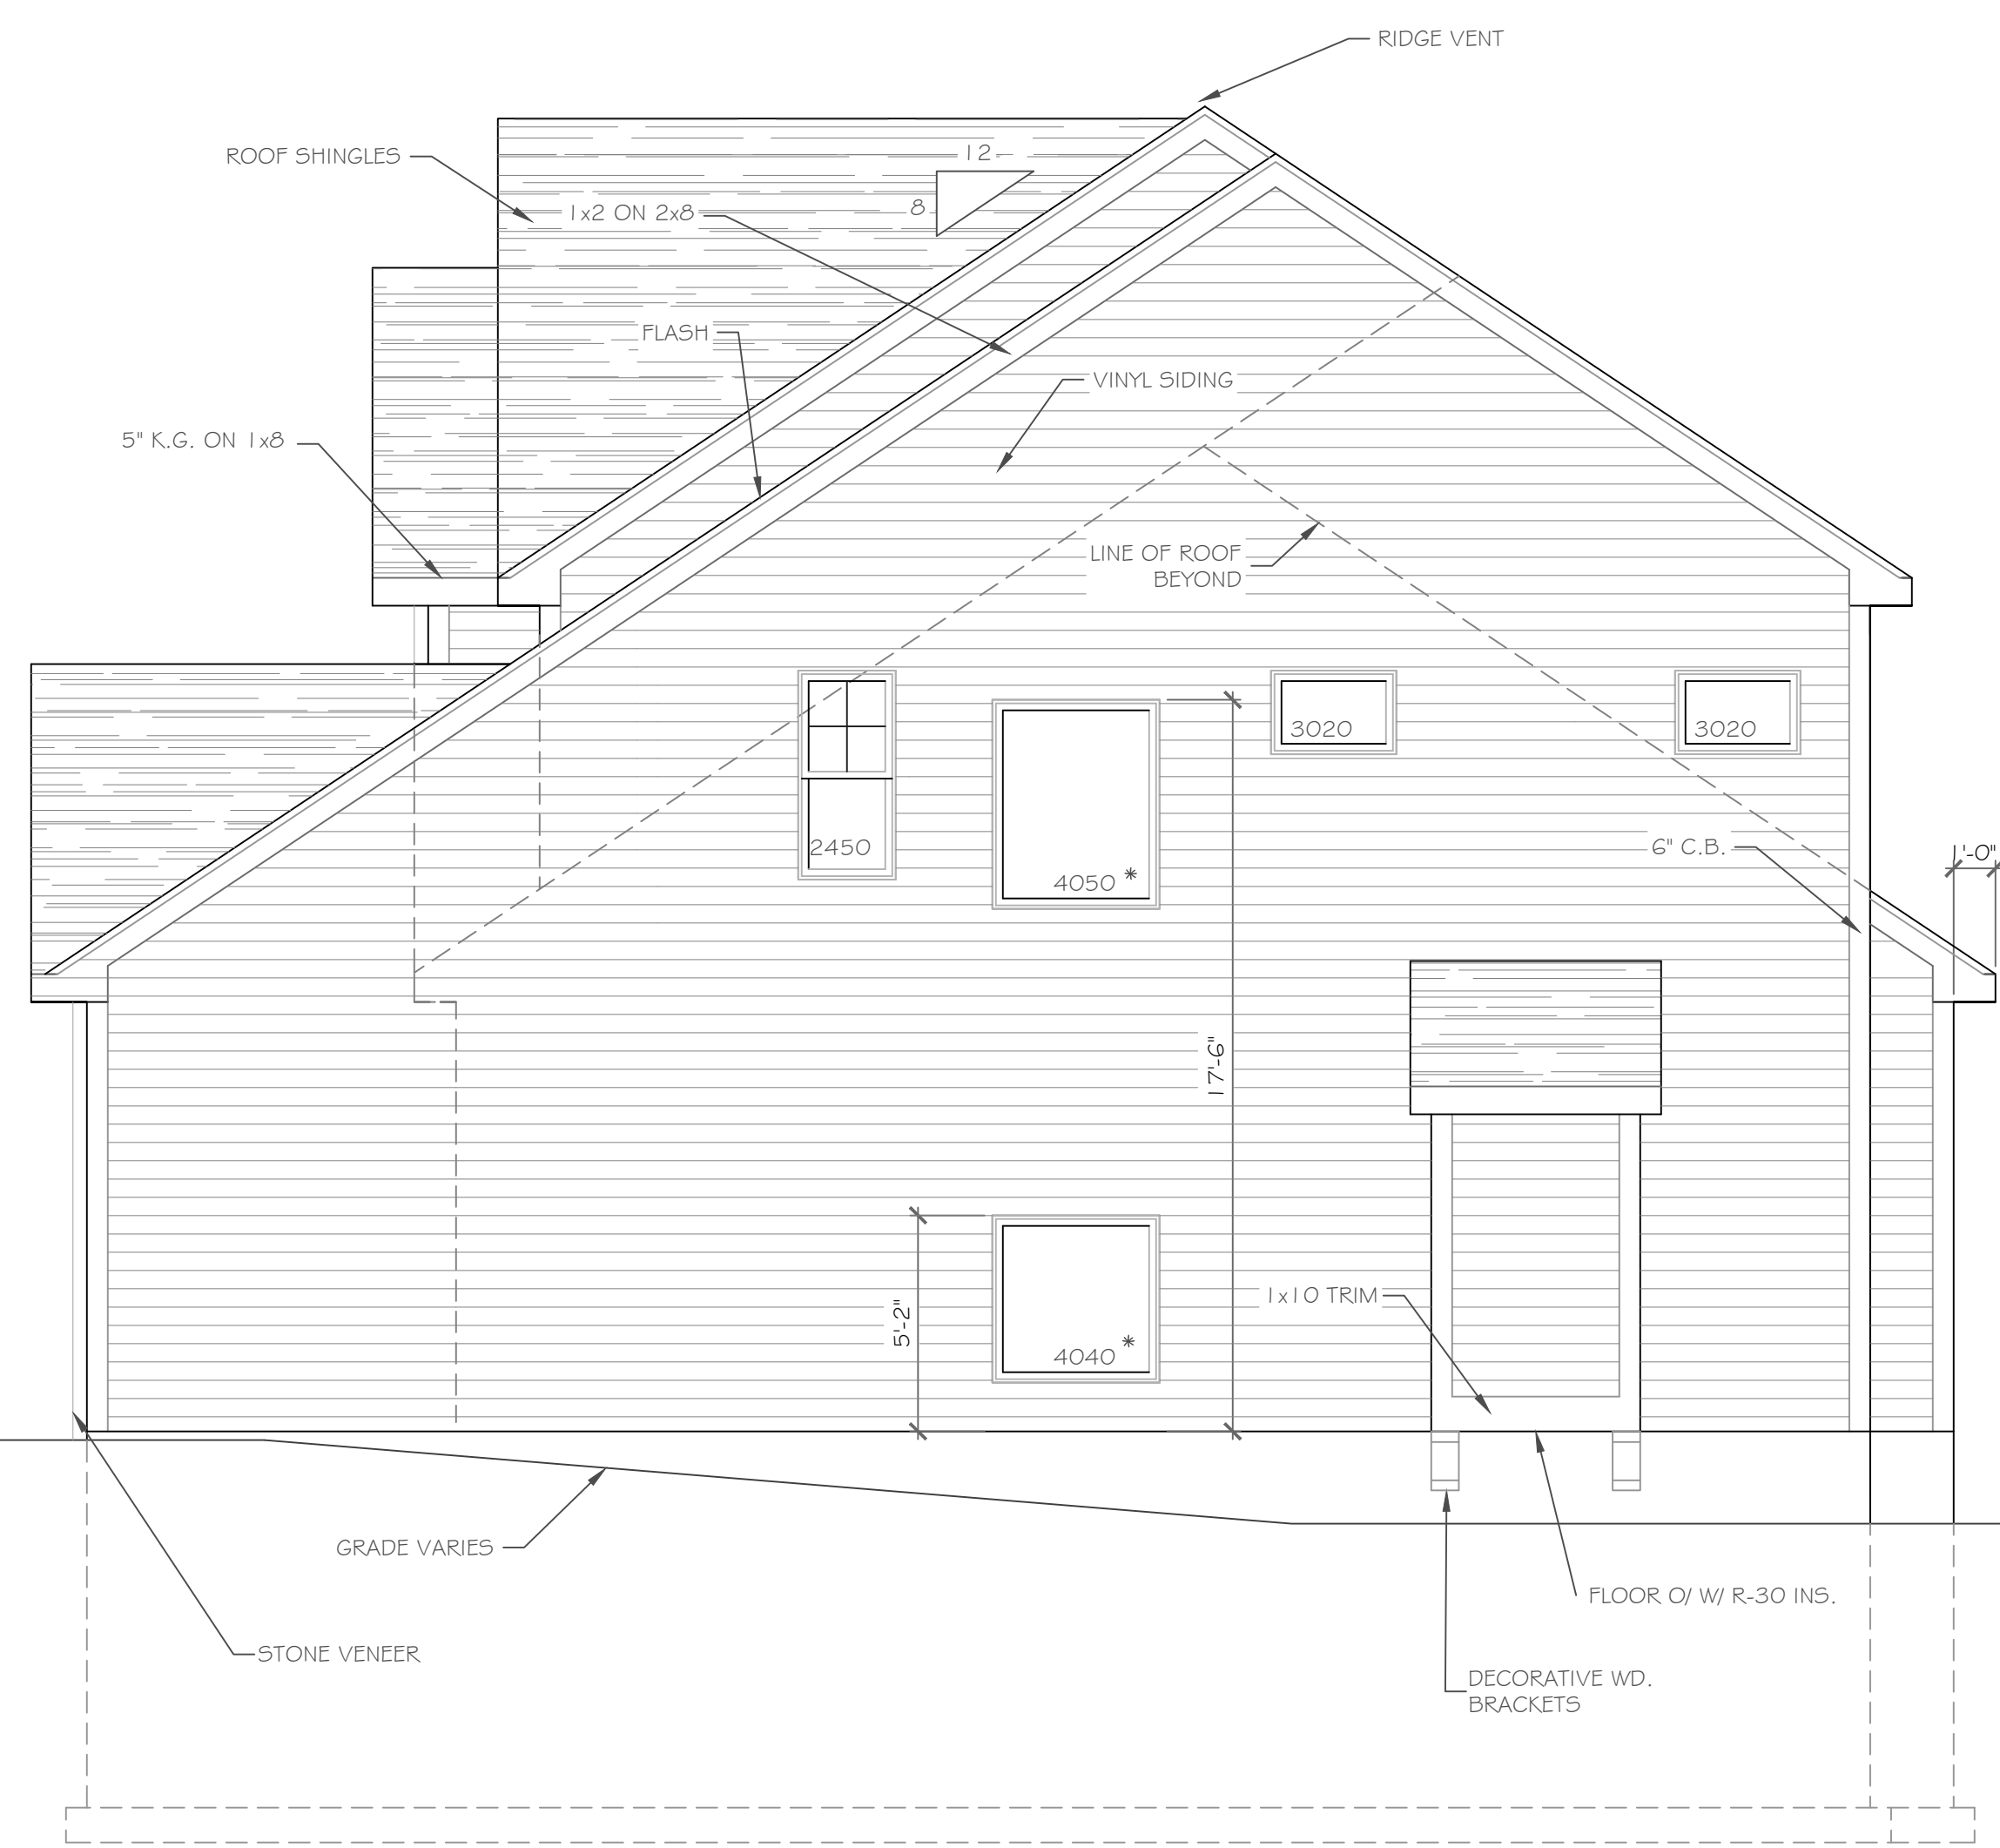 RIDGE VENT
ROOF SHINGLES
12
8
1x2 ON 2x8
FLASH
VINYL SIDING
5" K.G. ON 1x8
LINE OF ROOF
BEYOND
3020
3020
2450
4050 *
6" C.B.
1'-0"
17'-6"
5'-2"
1x10 TRIM
4040 *
GRADE VARIES
FLOOR O/ W/ R-30 INS.
STONE VENEER
DECORATIVE WD.
BRACKETS